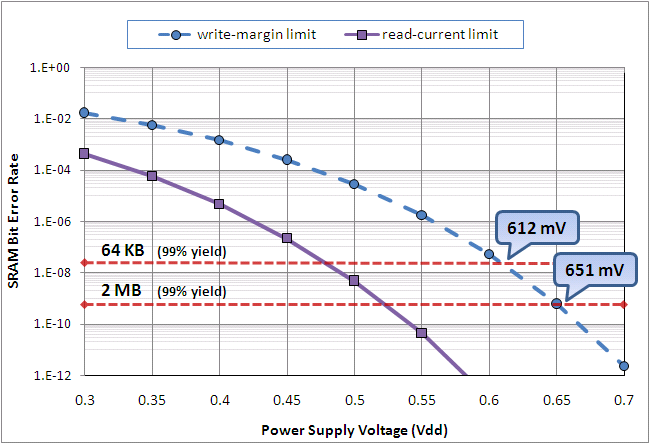 write-margin limit read-current limit
1.E+00
1.E-02
1.E-04
1.E-06
1.E-08
1.E-10
1.E-12
SRAM Bit Error Rate
612 mV
64 KB (99% yield)
651 mV
2 MB (99% yield)
0.3 0.35 0.4 0.45 0.5 0.55 0.6 0.65 0.7
Power Supply Voltage (Vdd)